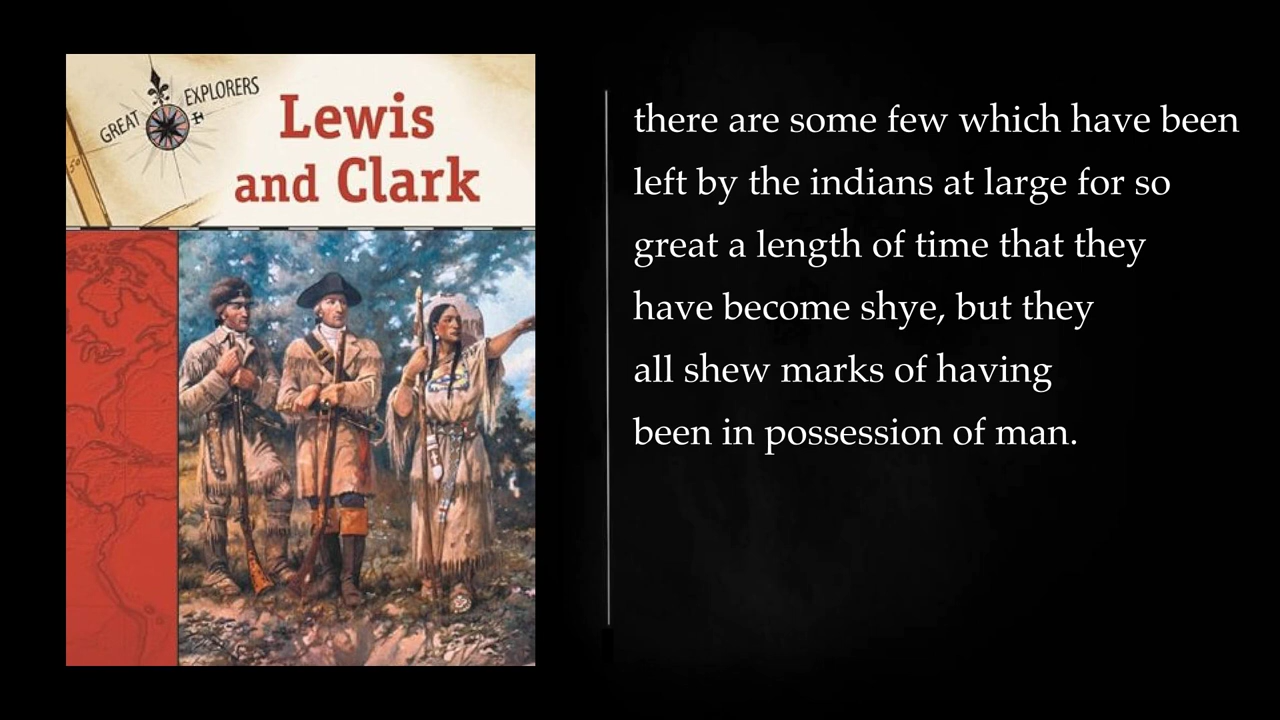 GREAT EXPLORERS
Lewis
and Clark
50
there are some few which have been
left by the indians at large for so
great a length of time that they
have become shye, but they
all shew marks of having
been in possession of man.